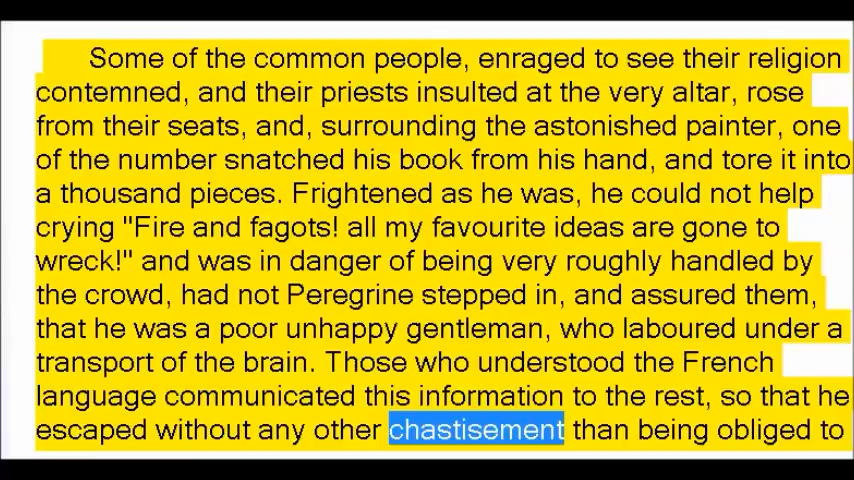 Some of the common people, enraged to see their religion
contemned, and their priests insulted at the very altar, rose
from their seats, and, surrounding the astonished painter, one
of the number snatched his book from his hand, and tore it into
a thousand pieces. Frightened as he was, he could not help
crying "Fire and fagots! all my favourite ideas are gone to
wreck!" and was in danger of being very roughly handled by
the crowd, had not Peregrine stepped in, and assured them,
that he was a poor unhappy gentleman, who laboured under a
transport of the brain. Those who understood the French
language communicated this information to the rest, so that he
escaped without any other chastisement than being obliged to